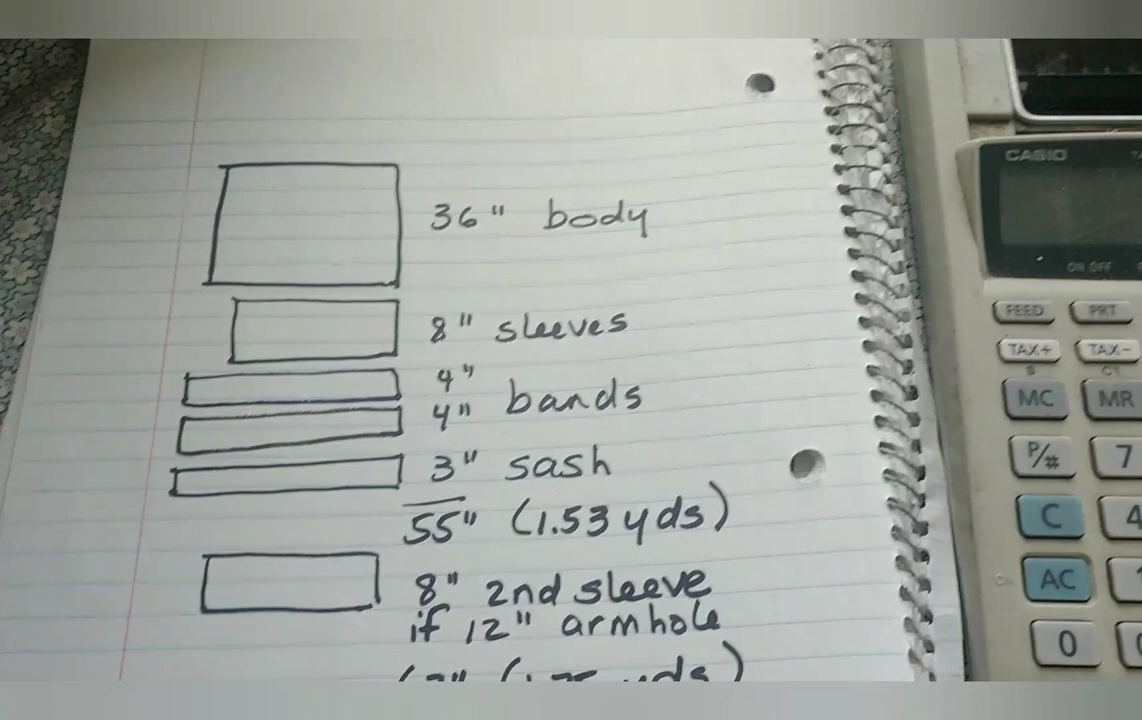 36" body
8" sleeves
4"
4" bands
3" sash
55" (1.53 yds)
8" 2nd sleeve
if 12" armhole
CASIO
ON OFF
FEED PRT
TAX+ TAX-
MC MR
P/# 7
C 4
AC
0